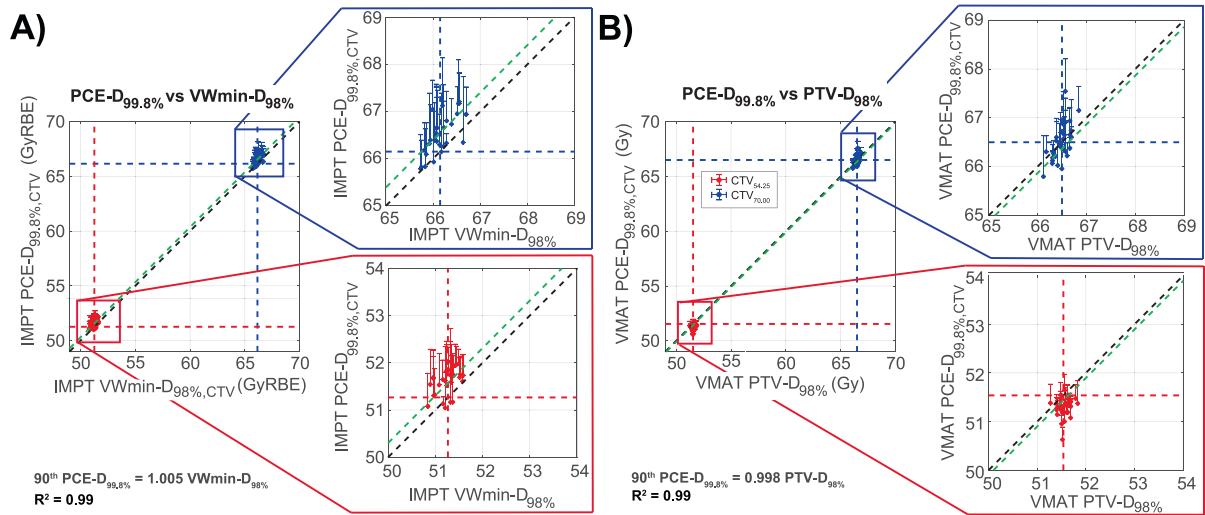 A)
PCE-D99.8% vs VWmin-D98%
IMPT PCE-D99.8%,CTV (GyRBE)
70
65
60
55
50
50 55 60 65 70
IMPT VWmin-D98%,CTV (GyRBE)
90th PCE-D99.8% = 1.005 VWmin-D98%
R² = 0.99
IMPT PCE-D99.8%,CTV
69
68
67
66
65
65 66 67 68 69
IMPT VWmin-D98%
IMPT PCE-D99.8%,CTV
54
53
52
51
50
50 51 52 53 54
IMPT VWmin-D98%
B)
PCE-D99.8% vs PTV-D98%
VMAT PCE-D99.8%,CTV (Gy)
70
65
60
55
50
CTV54.25
CTV70.00
50 55 60 65 70
VMAT PTV-D98% (Gy)
90th PCE-D99.8% = 0.998 PTV-D98%
R² = 0.99
VMAT PCE-D99.8%,CTV
69
68
67
66
65
65 66 67 68 69
VMAT PTV-D98%
VMAT PCE-D99.8%,CTV
54
53
52
51
50
50 51 52 53 54
VMAT PTV-D98%